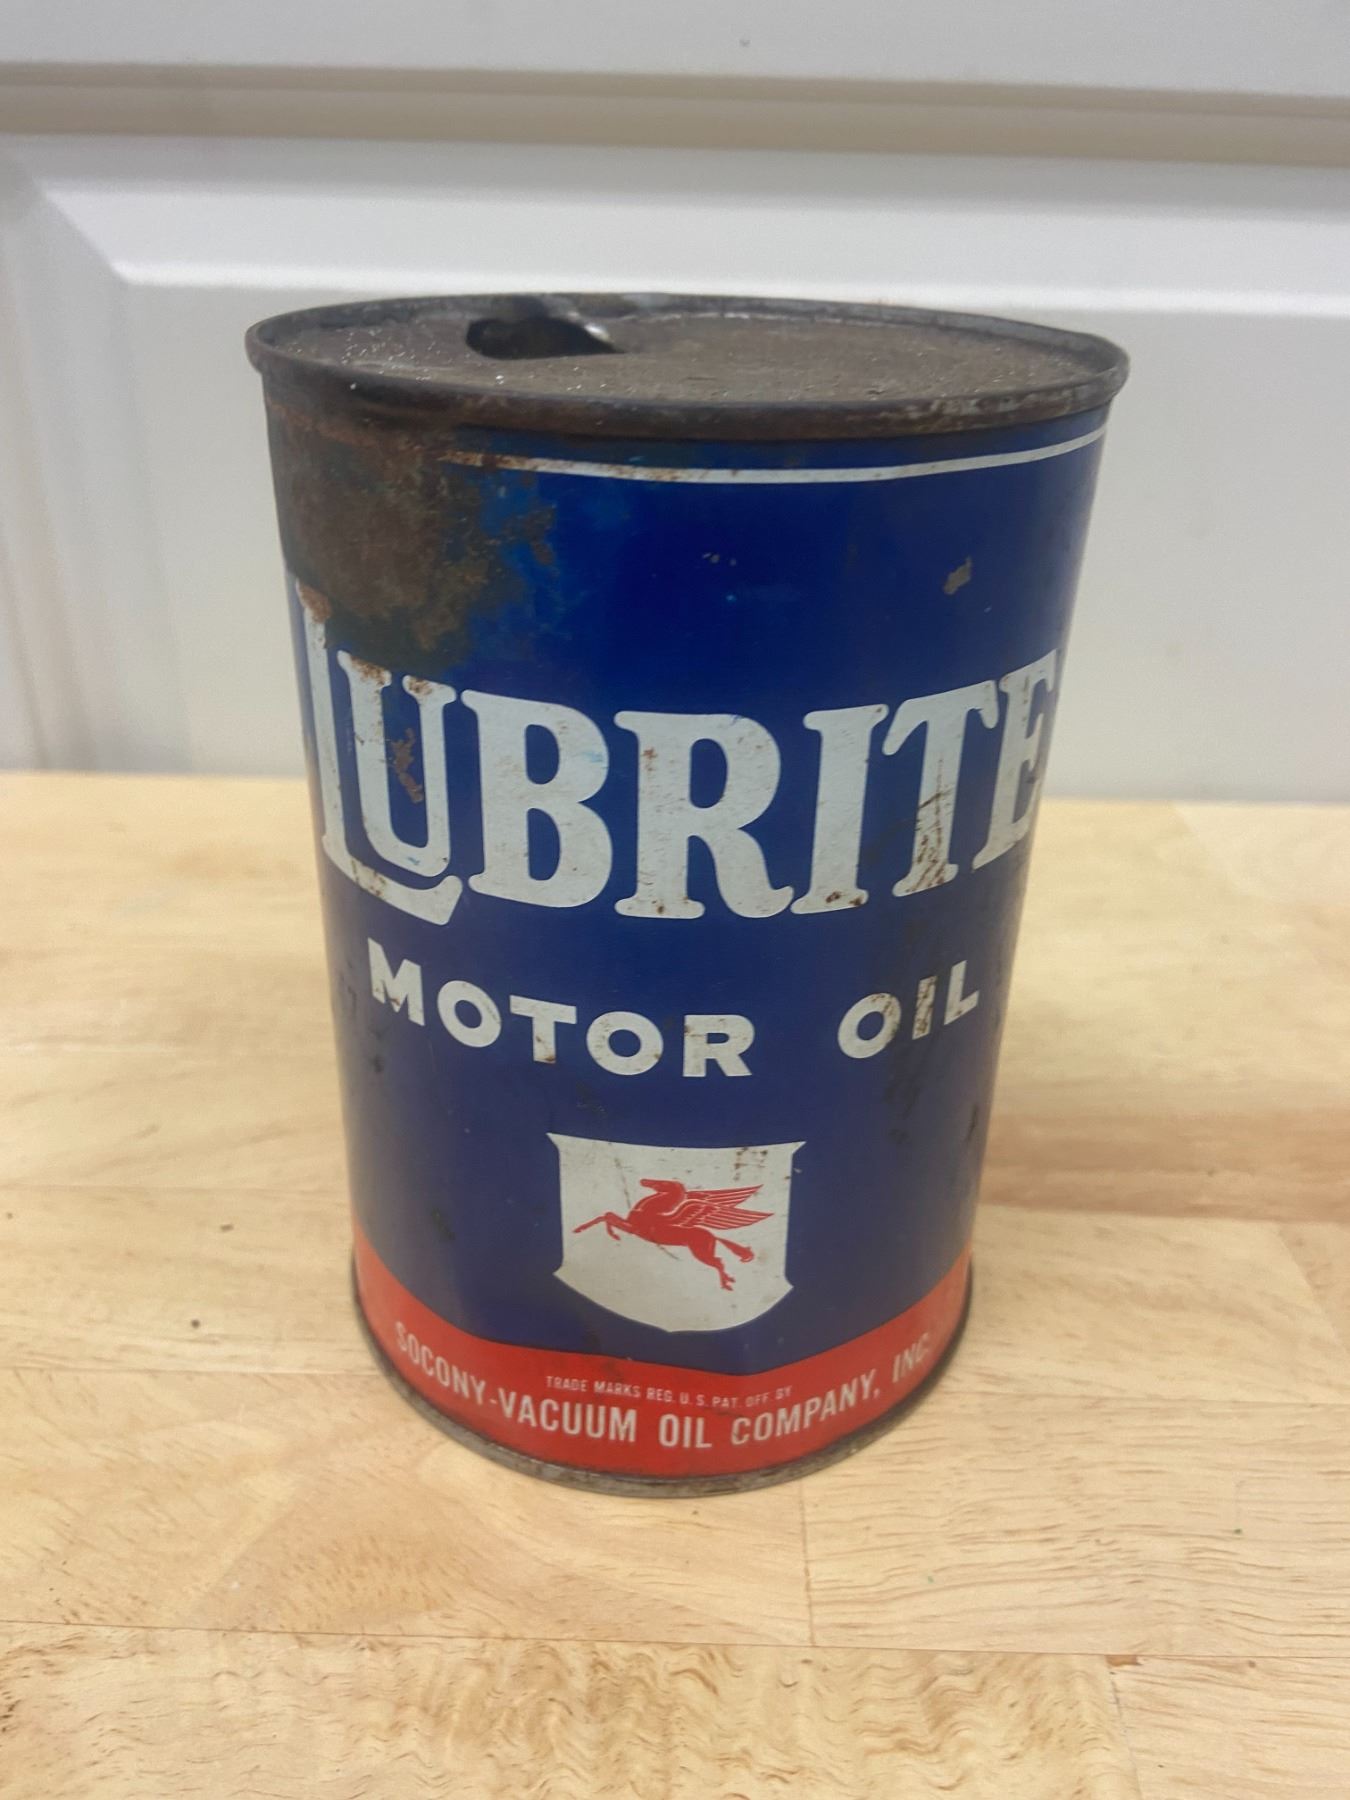 LUBRITE
MOTOR OIL
TRADE MARKS REG. U.S. PAT. OFF. BY
SOCONY-VACUUM OIL COMPANY, INC.